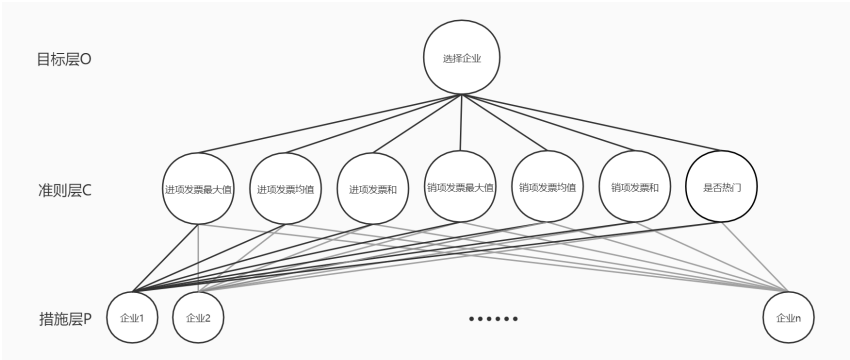 目标层O
选择企业
准则层C
进项发票最大值
进项发票均值
进项发票和
销项发票最大值
销项发票均值
销项发票和
是否热门
措施层P
企业1
企业2
......
企业n